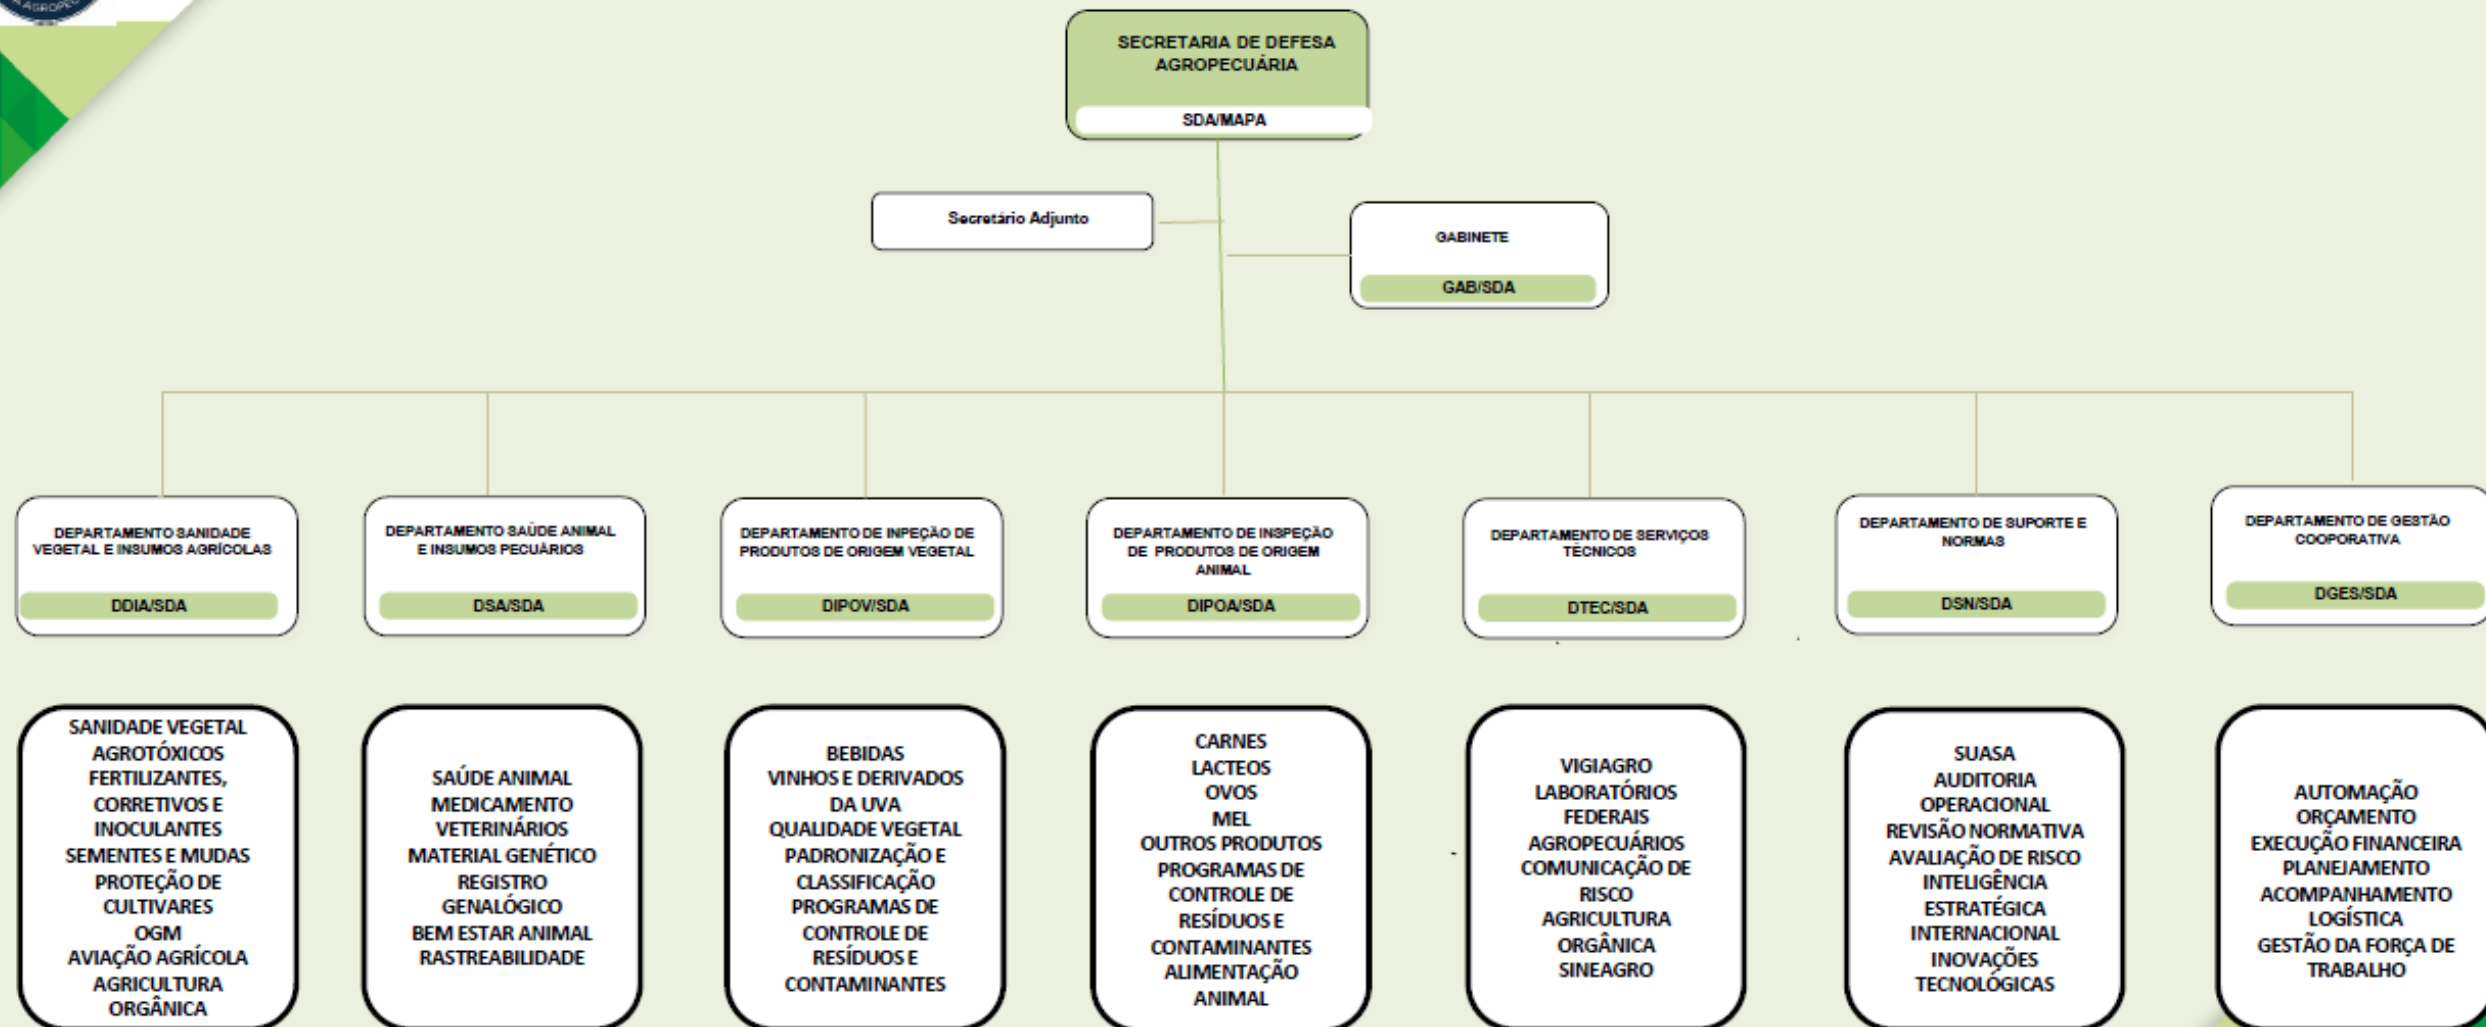 AGROPEC
SECRETARIA DE DEFESA
AGROPECUÁRIA
SDA/MAPA
Secretário Adjunto
GABINETE
GAB/SDA
DEPARTAMENTO SANIDADE
VEGETAL E INSUMOS AGRÍCOLAS
DDIA/SDA
DEPARTAMENTO SAÚDE ANIMAL
E INSUMOS PECUÁRIOS
DSA/SDA
DEPARTAMENTO DE INPEÇÃO DE
PRODUTOS DE ORIGEM VEGETAL
DIPOV/SDA
DEPARTAMENTO DE INSPEÇÃO
DE PRODUTOS DE ORIGEM
ANIMAL
DIPOA/SDA
DEPARTAMENTO DE SERVIÇOS
TÉCNICOS
DTEC/SDA
DEPARTAMENTO DE SUPORTE E
NORMAS
DSN/SDA
DEPARTAMENTO DE GESTÃO
COOPORATIVA
DGES/SDA
SANIDADE VEGETAL
AGROTÓXICOS
FERTILIZANTES,
CORRETIVOS E
INOCULANTES
SEMENTES E MUDAS
PROTEÇÃO DE
CULTIVARES
OGM
AVIAÇÃO AGRÍCOLA
AGRICULTURA
ORGÂNICA
SAÚDE ANIMAL
MEDICAMENTO
VETERINÁRIOS
MATERIAL GENÉTICO
REGISTRO
GENALÓGICO
BEM ESTAR ANIMAL
RASTREABILIDADE
BEBIDAS
VINHOS E DERIVADOS
DA UVA
QUALIDADE VEGETAL
PADRONIZAÇÃO E
CLASSIFICAÇÃO
PROGRAMAS DE
CONTROLE DE
RESÍDUOS E
CONTAMINANTES
CARNES
LACTEOS
OVOS
MEL
OUTROS PRODUTOS
PROGRAMAS DE
CONTROLE DE
RESÍDUOS E
CONTAMINANTES
ALIMENTAÇÃO
ANIMAL
VIGIAGRO
LABORATÓRIOS
FEDERAIS
AGROPECUÁRIOS
COMUNICAÇÃO DE
RISCO
AGRICULTURA
ORGÂNICA
SINEAGRO
SUASA
AUDITORIA
OPERACIONAL
REVISÃO NORMATIVA
AVALIAÇÃO DE RISCO
INTELIGÊNCIA
ESTRATÉGICA
INTERNACIONAL
INOVAÇÕES
TECNOLÓGICAS
AUTOMAÇÃO
ORÇAMENTO
EXECUÇÃO FINANCEIRA
PLANEJAMENTO
ACOMPANHAMENTO
LOGÍSTICA
GESTÃO DA FORÇA DE
TRABALHO